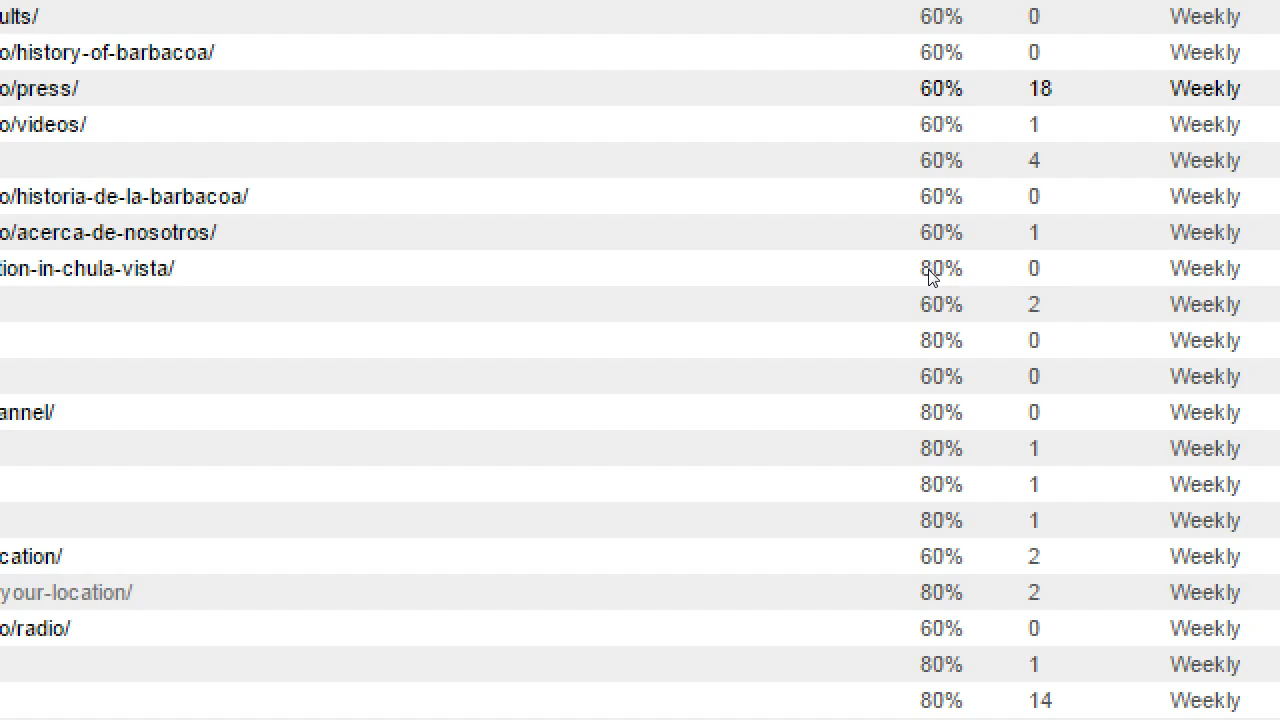 ults/ 60% 0 Weekly
o/history-of-barbacoa/ 60% 0 Weekly
o/press/ 60% 18 Weekly
o/videos/ 60% 1 Weekly
60% 4 Weekly
o/historia-de-la-barbacoa/ 60% 0 Weekly
o/acerca-de-nosotros/ 60% 1 Weekly
tion-in-chula-vista/ 80% 0 Weekly
60% 2 Weekly
80% 0 Weekly
60% 0 Weekly
annel/ 80% 0 Weekly
80% 1 Weekly
80% 1 Weekly
80% 1 Weekly
cation/ 60% 2 Weekly
your-location/ 80% 2 Weekly
o/radio/ 60% 0 Weekly
80% 1 Weekly
80% 14 Weekly